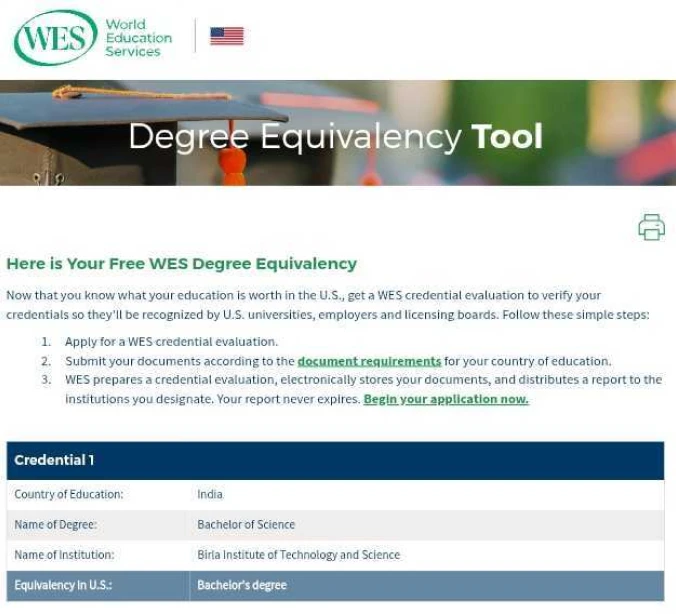 WES
World
Education
Services
Degree Equivalency Tool
Here is Your Free WES Degree Equivalency
Now that you know what your education is worth in the U.S., get a WES credential evaluation to verify your
credentials so they'll be recognized by U.S. universities, employers and licensing boards. Follow these simple steps:
1. Apply for a WES credential evaluation.
2. Submit your documents according to the document requirements for your country of education.
3. WES prepares a credential evaluation, electronically stores your documents, and distributes a report to the
institutions you designate. Your report never expires. Begin your application now.
Credential 1
Country of Education: India
Name of Degree: Bachelor of Science
Name of Institution: Birla Institute of Technology and Science
Equivalency in U.S.: Bachelor's degree